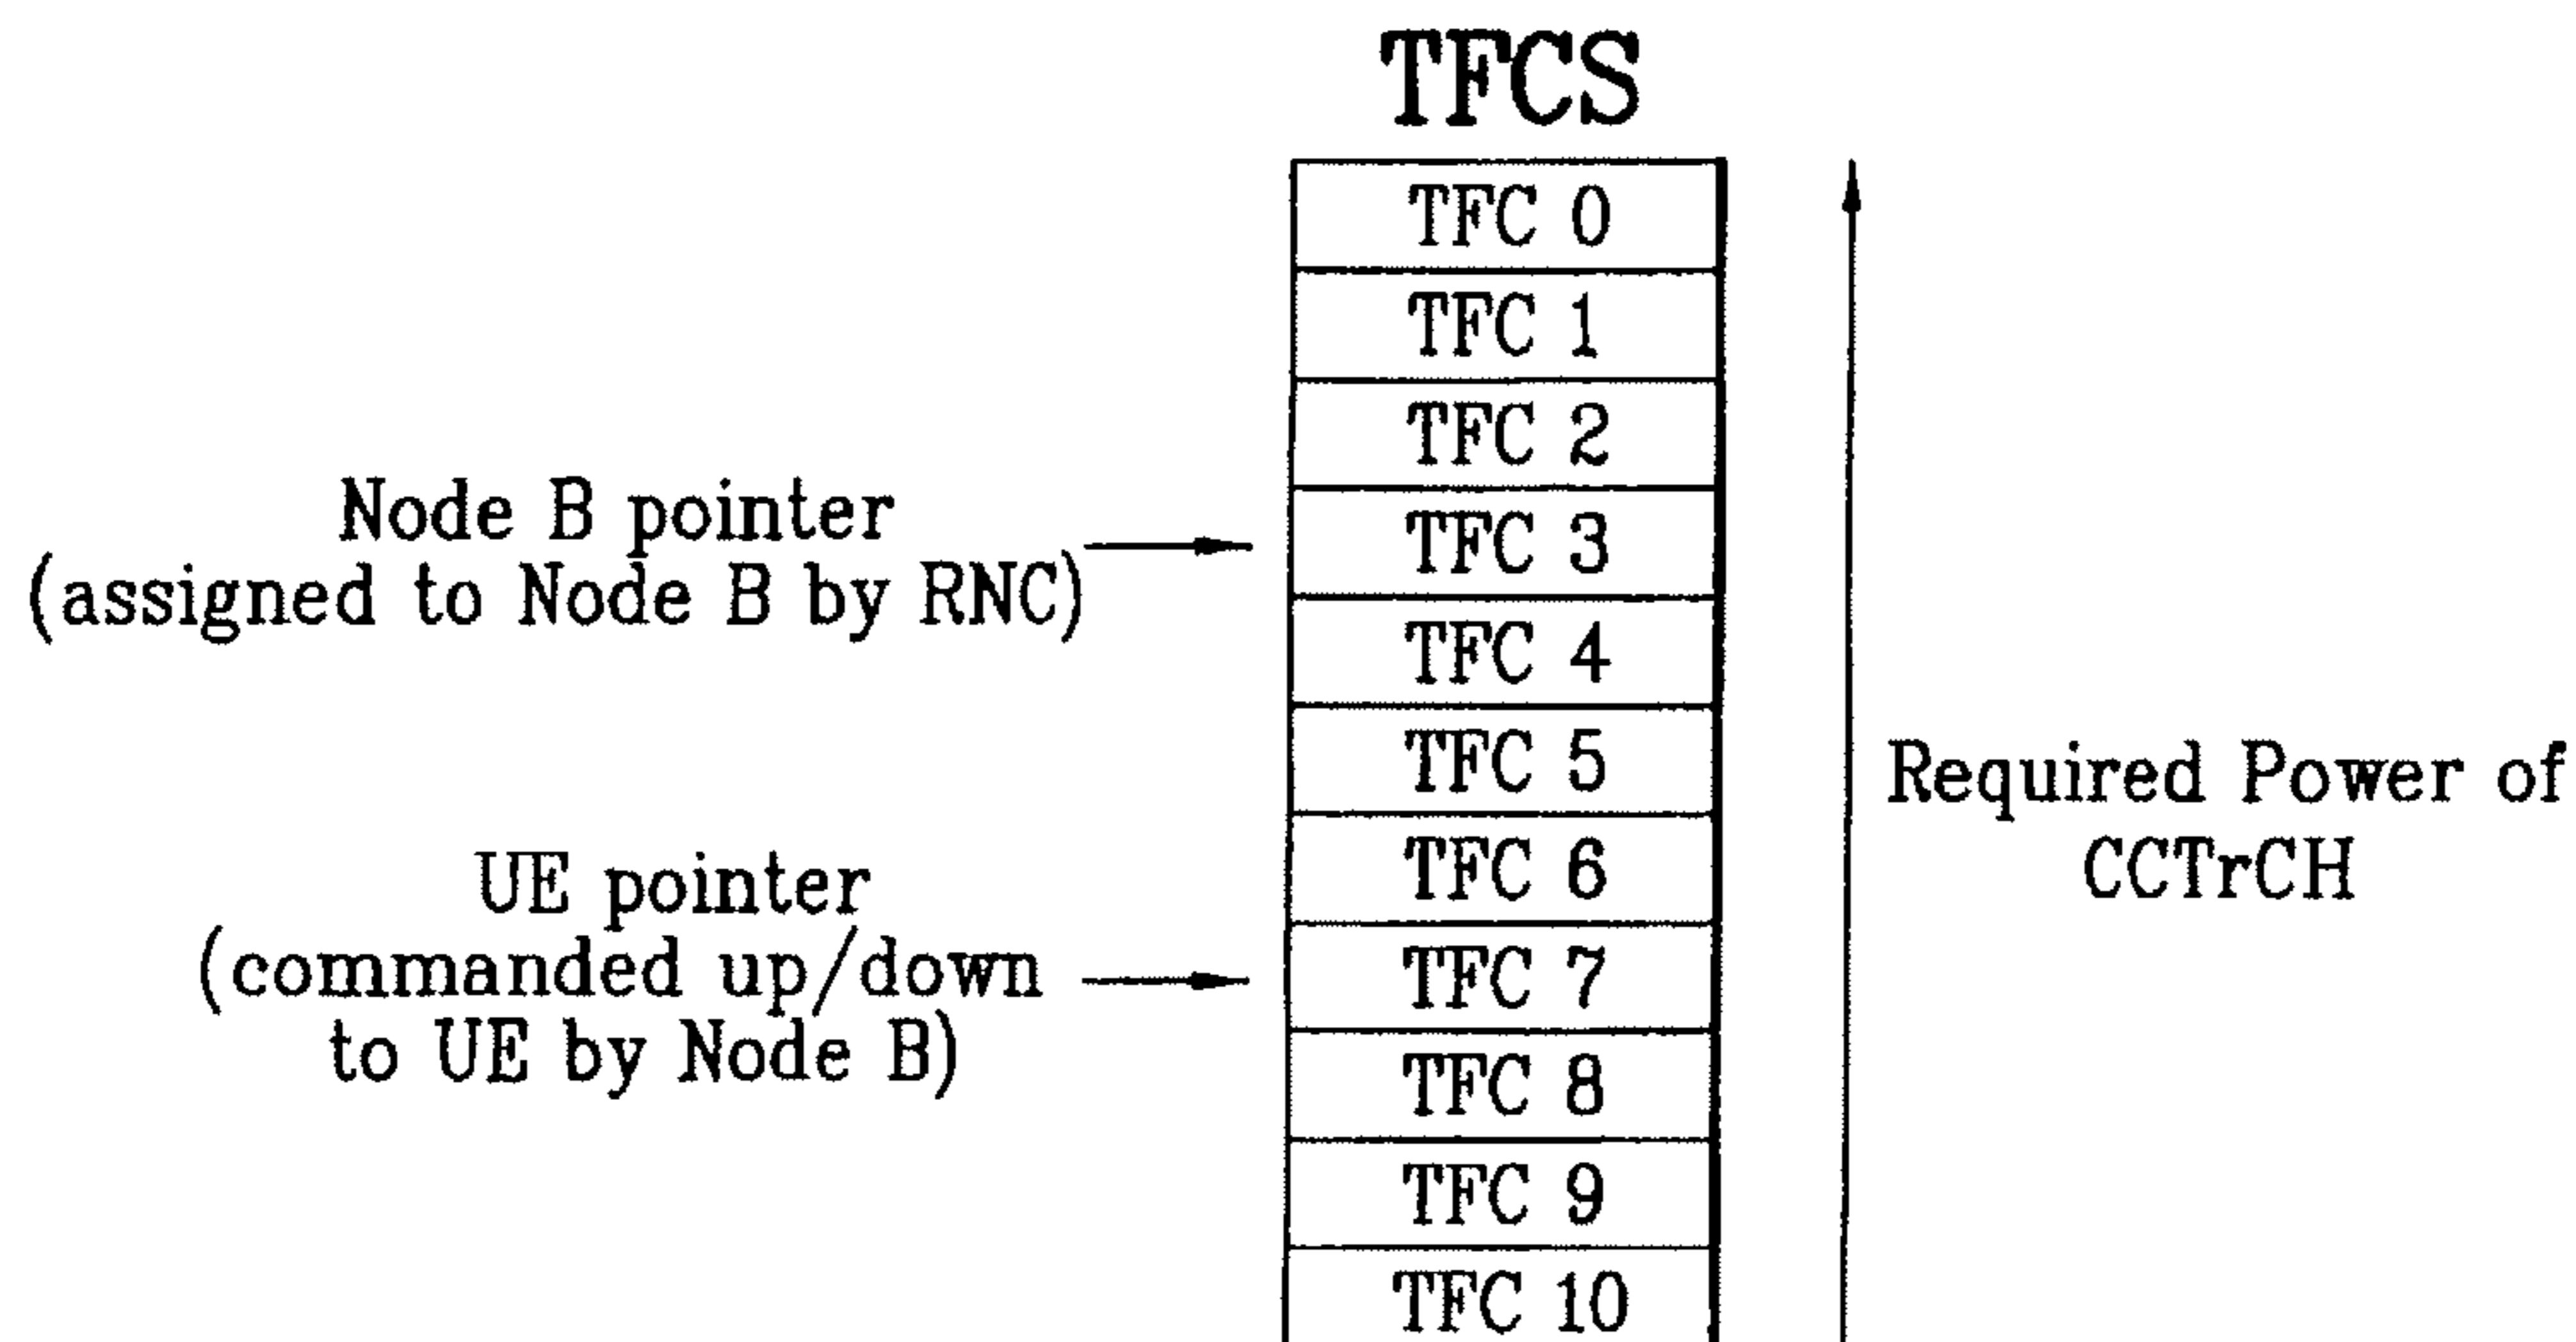 TFCS
TFC 0
TFC 1
TFC 2
Node B pointer
(assigned to Node B by RNC)
TFC 3
TFC 4
TFC 5
Required Power of
CCTrCH
TFC 6
UE pointer
(commanded up/down
to UE by Node B)
TFC 7
TFC 8
TFC 9
TFC 10